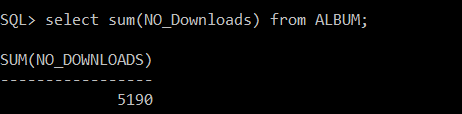 SQL> select sum(NO_Downloads) from ALBUM;
SUM(NO_DOWNLOADS)
-----------------
5190